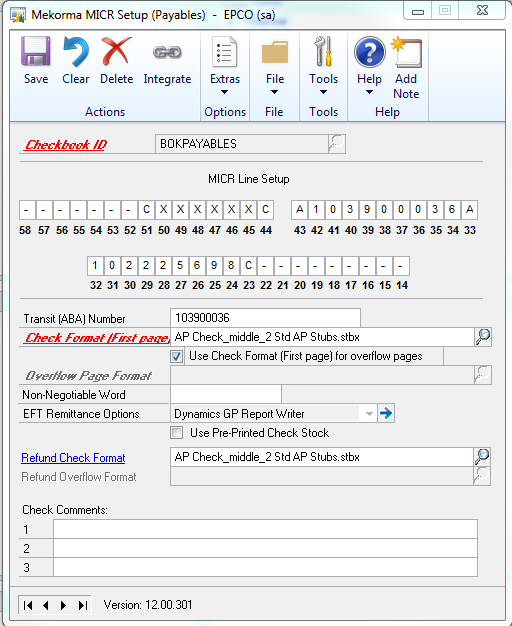 Mekorma MICR Setup (Payables) - EPCO (sa)
Save Clear Delete Integrate Extras File Tools Help Add Note
Actions Options File Tools Help
Checkbook ID BOKPAYABLES
MICR Line Setup
- - - - - - C X X X X X X C A 1 0 3 9 0 0 0 3 6 A
58 57 56 55 54 53 52 51 50 49 48 47 46 45 44 43 42 41 40 39 38 37 36 35 34 33
1 0 2 2 2 5 6 9 8 C - - - - - - - -
32 31 30 29 28 27 26 25 24 23 22 21 20 19 18 17 16 15 14
Transit (ABA) Number 103900036
Check Format (First page) AP Check_middle_2 Std AP Stubs.stbx
Use Check Format (First page) for overflow pages
Overflow Page Format
Non-Negotiable Word
EFT Remittance Options Dynamics GP Report Writer
Use Pre-Printed Check Stock
Refund Check Format AP Check_middle_2 Std AP Stubs.stbx
Refund Overflow Format
Check Comments:
1
2
3
Version: 12.00.301